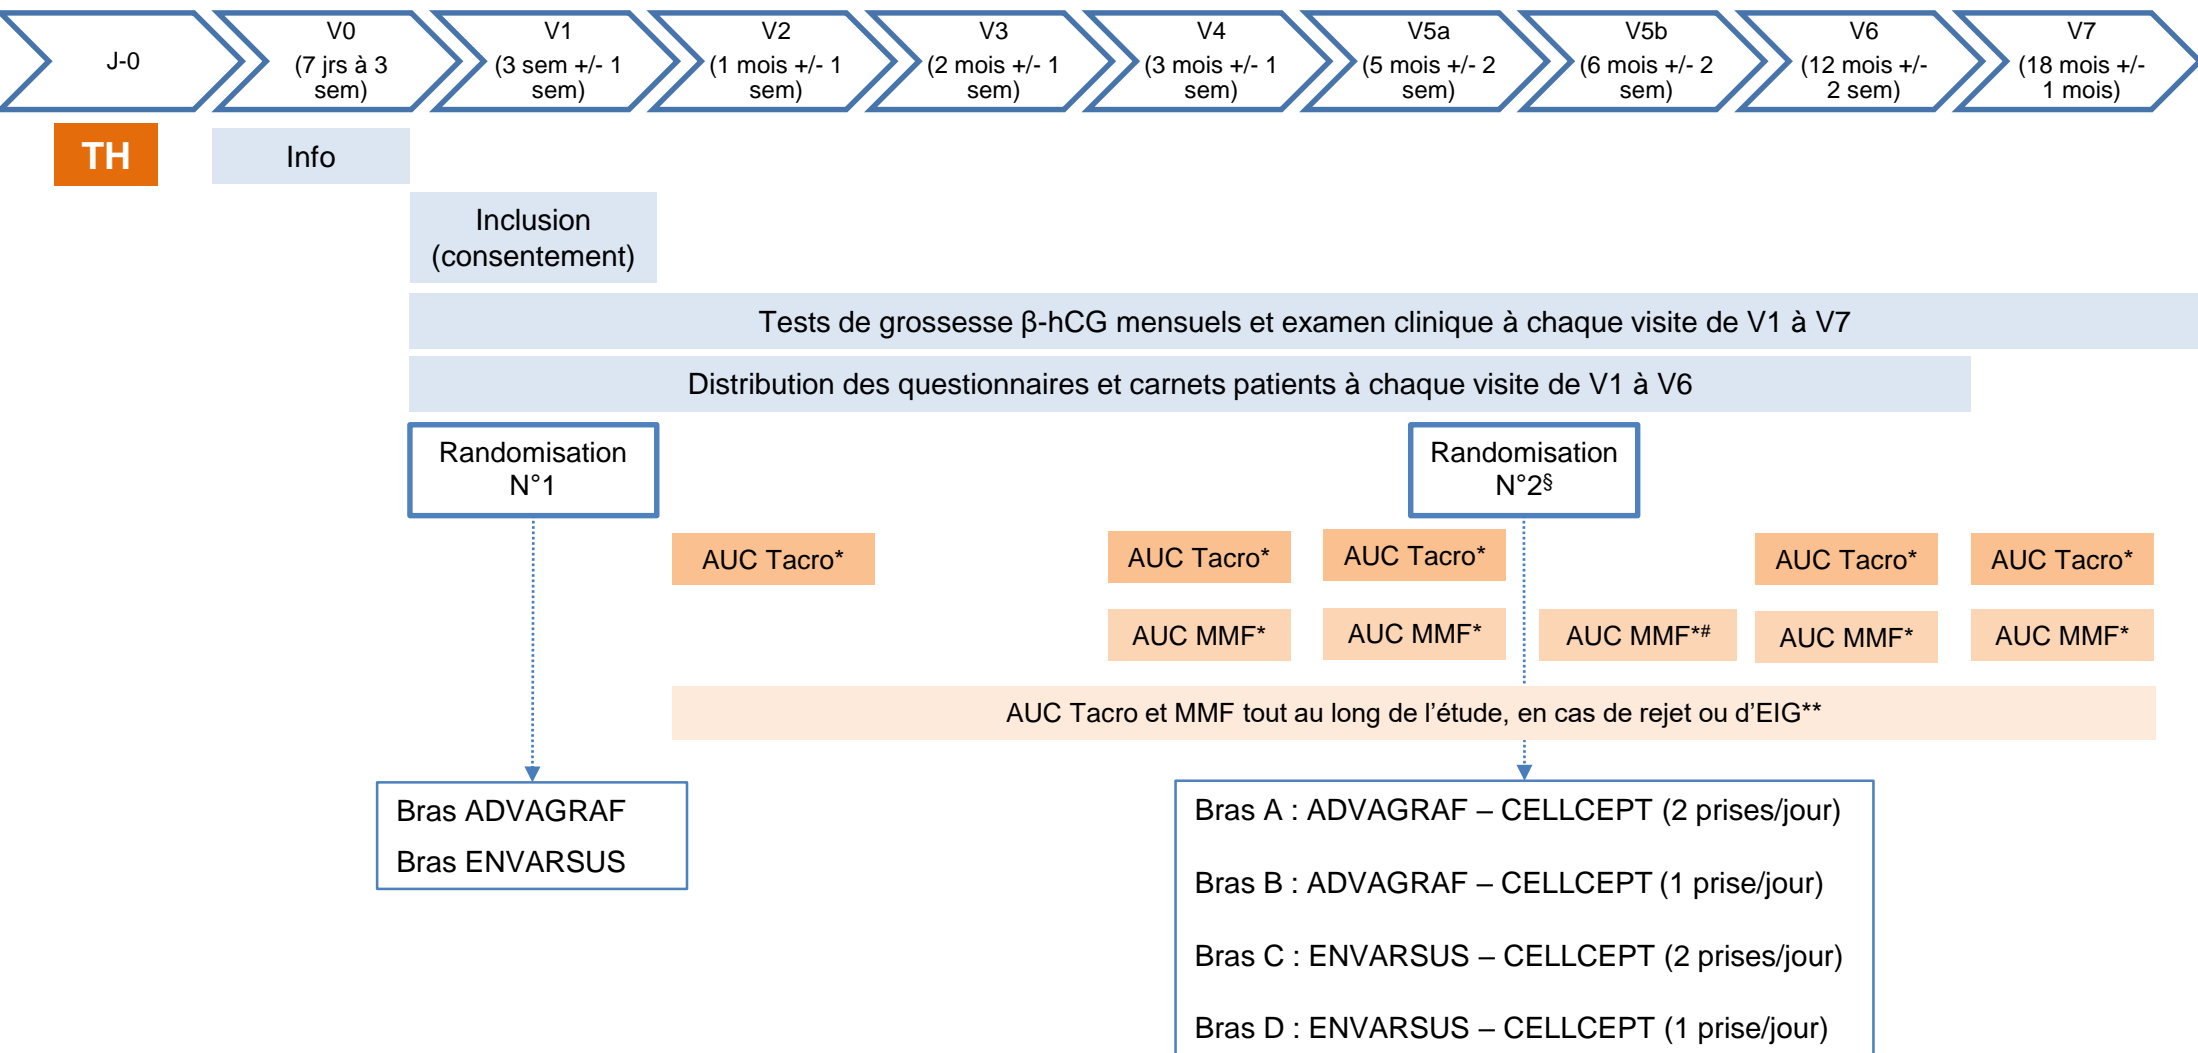 J-0
V0
(7 jrs à 3
sem)
V1
(3 sem +/- 1
sem)
V2
(1 mois +/- 1
sem)
V3
(2 mois +/- 1
sem)
V4
(3 mois +/- 1
sem)
V5a
(5 mois +/- 2
sem)
V5b
(6 mois +/- 2
sem)
V6
(12 mois +/-
2 sem)
V7
(18 mois +/-
1 mois)
TH
Info
Inclusion
(consentement)
Tests de grossesse β-hCG mensuels et examen clinique à chaque visite de V1 à V7
Distribution des questionnaires et carnets patients à chaque visite de V1 à V6
Randomisation
N°1
Randomisation
N°2§
AUC Tacro*
AUC Tacro*
AUC Tacro*
AUC Tacro*
AUC Tacro*
AUC MMF*
AUC MMF*
AUC MMF*#
AUC MMF*
AUC MMF*
AUC Tacro et MMF tout au long de l’étude, en cas de rejet ou d’EIG**
Bras ADVAGRAF
Bras ENVARSUS
Bras A : ADVAGRAF – CELLCEPT (2 prises/jour)
Bras B : ADVAGRAF – CELLCEPT (1 prise/jour)
Bras C : ENVARSUS – CELLCEPT (2 prises/jour)
Bras D : ENVARSUS – CELLCEPT (1 prise/jour)